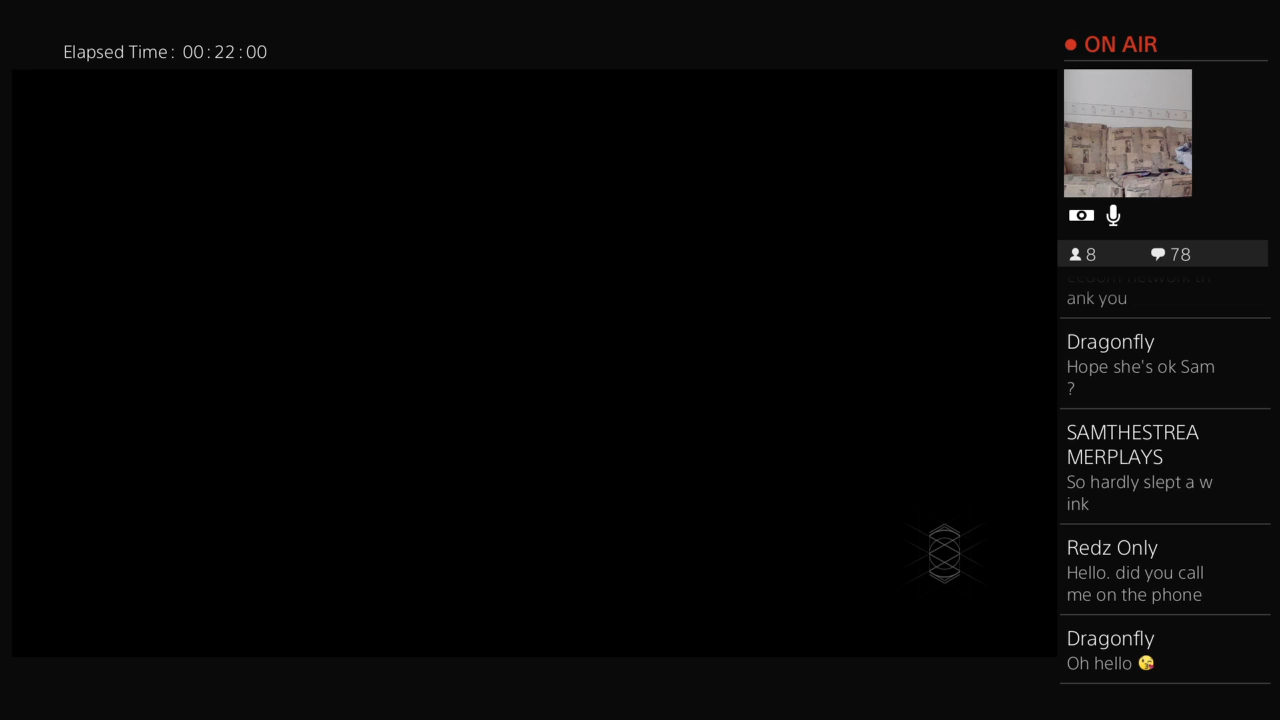 Elapsed Time: 00:22:00
ON AIR
8 78
ank you
Dragonfly
Hope she's ok Sam
?
SAMTHESTREA
MERPLAYS
So hardly slept a w
ink
Redz Only
Hello. did you call
me on the phone
Dragonfly
Oh hello 😘